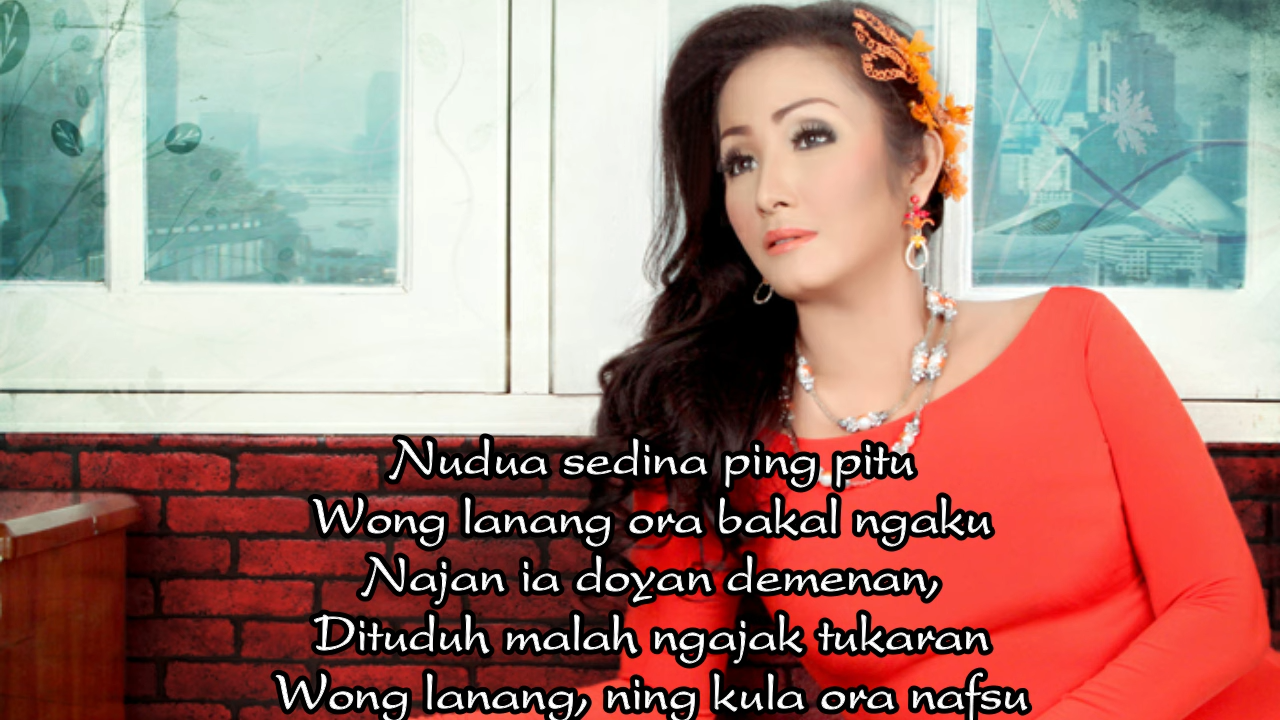 Nudua sedina ping pitu
Wong lanang ora bakal ngaku
Najan ia doyan demenan,
Dituduh malah ngajak tukaran
Wong lanang, ning kula ora nafsu